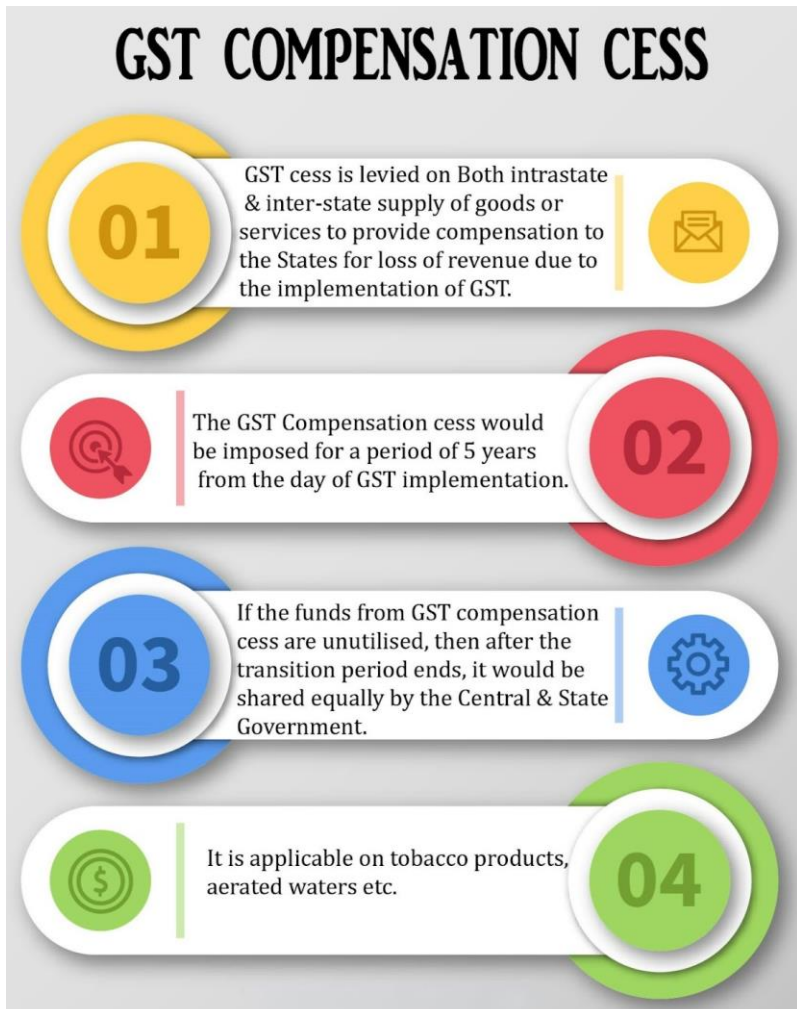 GST COMPENSATION CESS
01
GST cess is levied on Both intrastate
& inter-state supply of goods or
services to provide compensation to
the States for loss of revenue due to
the implementation of GST.
The GST Compensation cess would
be imposed for a period of 5 years
from the day of GST implementation.
02
03
If the funds from GST compensation
cess are unutilised, then after the
transition period ends, it would be
shared equally by the Central & State
Government.
$
It is applicable on tobacco products,
aerated waters etc.
04